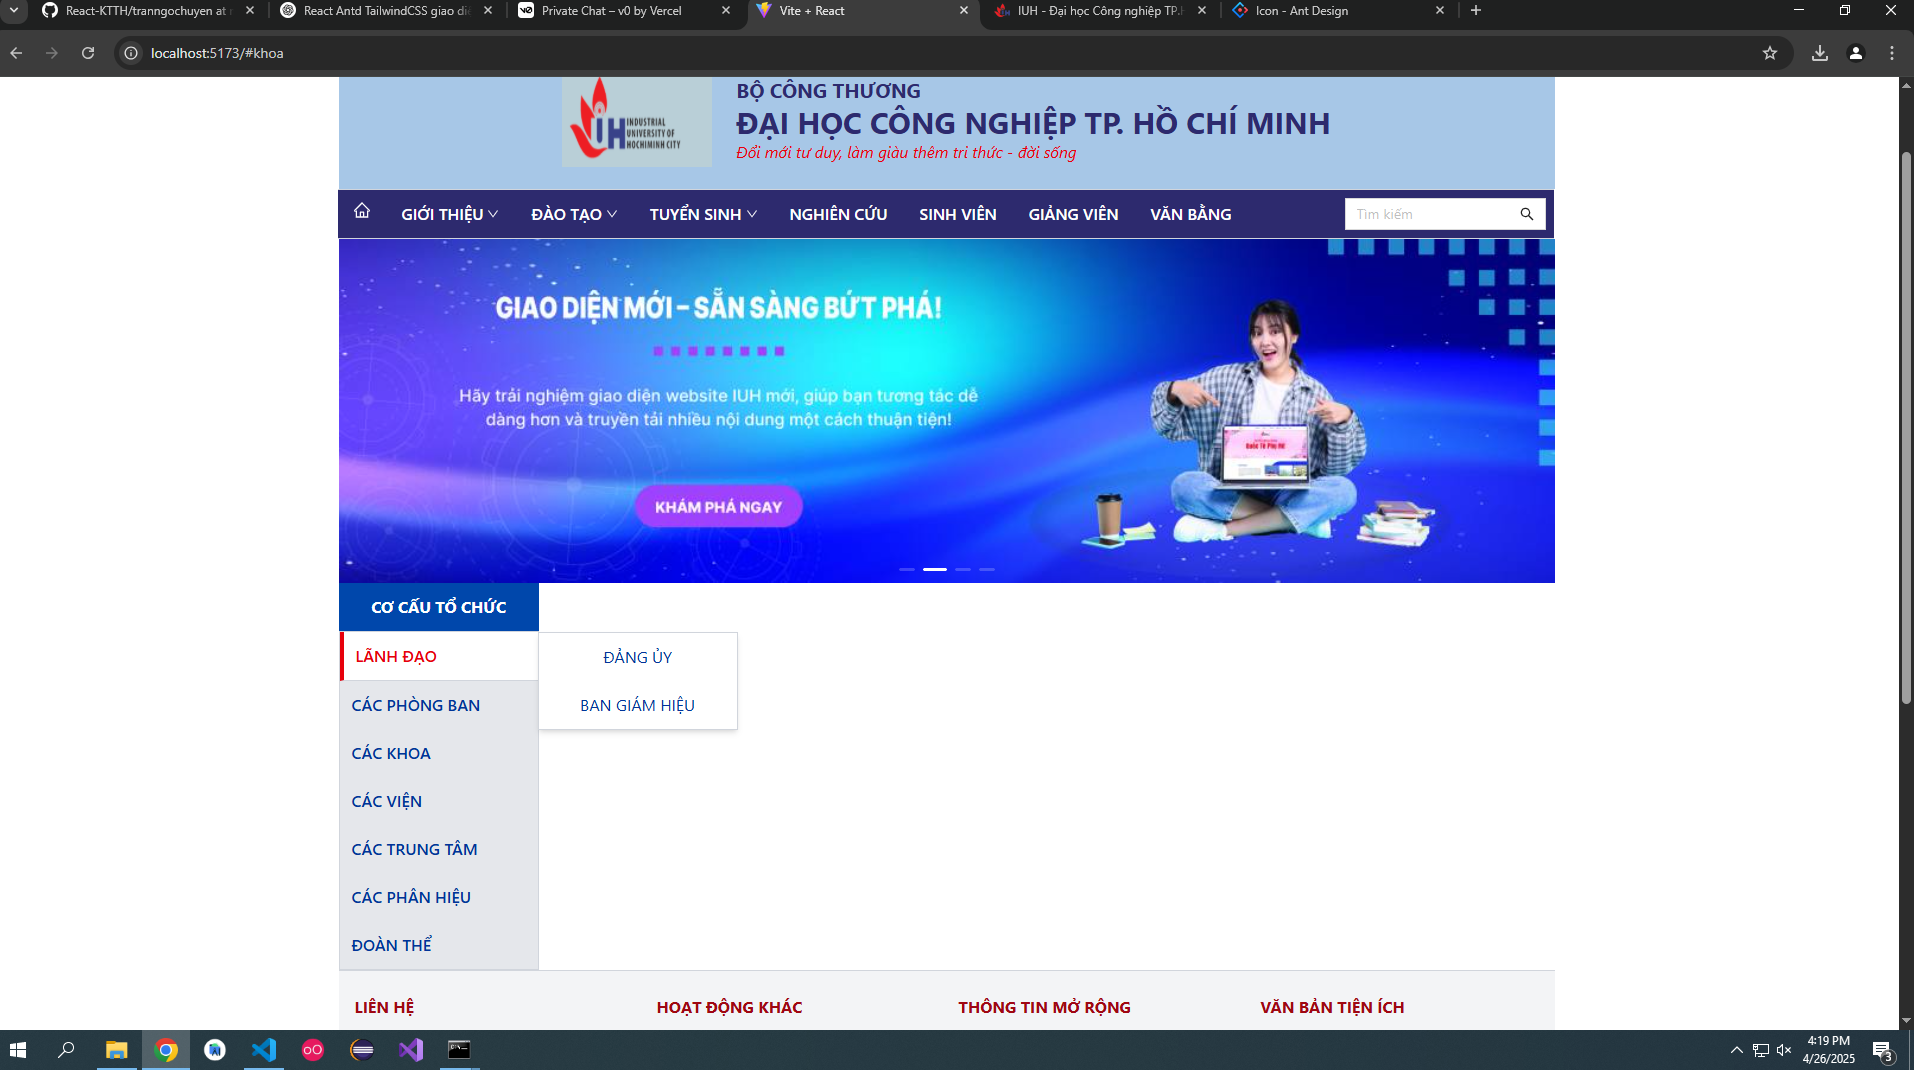 React-KTTH/tranngochuyen at r
React Antd TailwindCSS giao di
Private Chat – v0 by Vercel
Vite + React
IUH - Đại học Công nghiệp TP.H
Icon - Ant Design
localhost:5173/#khoa
INDUSTRIAL
UNIVERSITY OF
HOCHIMINH CITY
IUH
BỘ CÔNG THƯƠNG
ĐẠI HỌC CÔNG NGHIỆP TP. HỒ CHÍ MINH
Đổi mới tư duy, làm giàu thêm tri thức - đời sống
GIỚI THIỆU
ĐÀO TẠO
TUYỂN SINH
NGHIÊN CỨU
SINH VIÊN
GIẢNG VIÊN
VĂN BẰNG
Tìm kiếm
GIAO DIỆN MỚI – SẴN SÀNG BỨT PHÁ!
Hãy trải nghiệm giao diện website IUH mới, giúp bạn tương tác dễ
dàng hơn và truyền tải nhiều nội dung một cách thuận tiện!
KHÁM PHÁ NGAY
CƠ CẤU TỔ CHỨC
LÃNH ĐẠO
ĐẢNG ỦY
CÁC PHÒNG BAN
BAN GIÁM HIỆU
CÁC KHOA
CÁC VIỆN
CÁC TRUNG TÂM
CÁC PHÂN HIỆU
ĐOÀN THỂ
LIÊN HỆ
HOẠT ĐỘNG KHÁC
THÔNG TIN MỞ RỘNG
VĂN BẢN TIỆN ÍCH
4:19 PM
4/26/2025
3